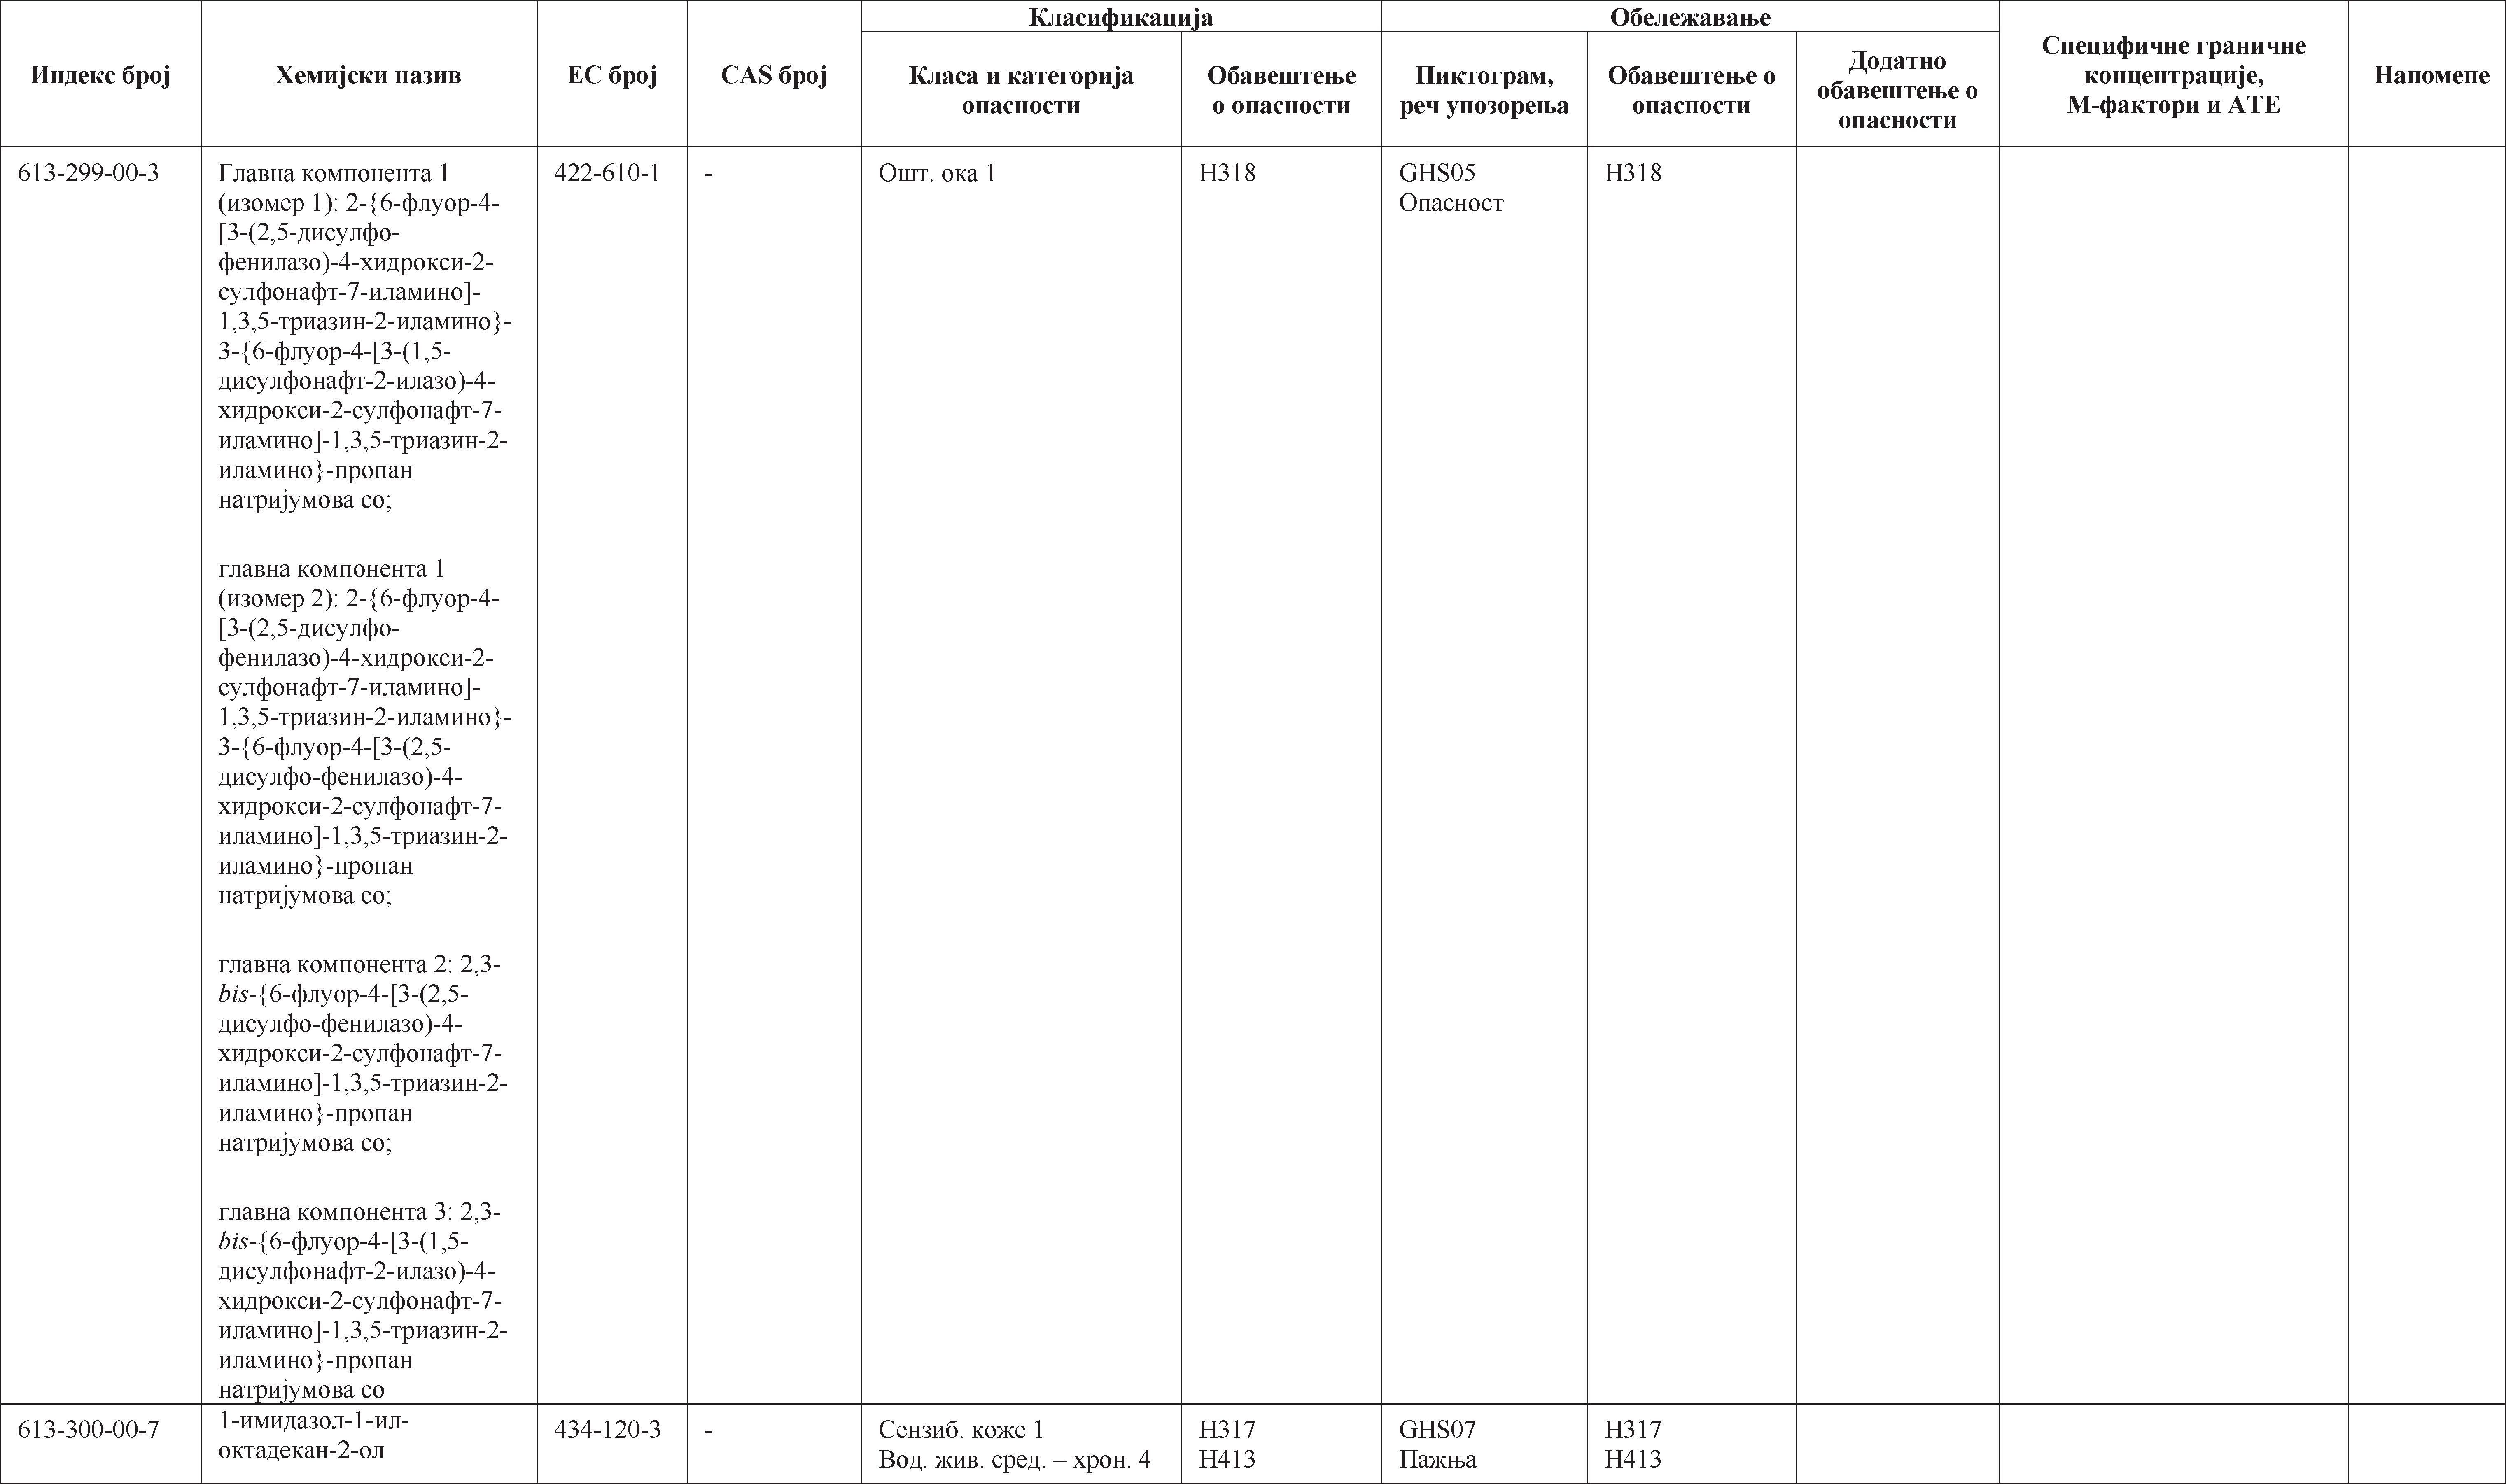 Индекс број
Хемијски назив
ЕС број
CAS број
Класификација
Класа и категорија
опасности
Обавештење
о опасности
Обележавање
Пиктограм,
реч упозорења
Обавештење о
опасности
Додатно
обавештење о
опасности
Специфичне граничне
концентрације,
М-фактори и АТЕ
Напомене
613-299-00-3
Главна компонента 1
(изомер 1): 2-{6-флуор-4-
[3-(2,5-дисулфо-
фенилазо)-4-хидрокси-2-
сулфонафт-7-иламино]-
1,3,5-триазин-2-иламино}-
3-{6-флуор-4-[3-(1,5-
дисулфонафт-2-илазо)-4-
хидрокси-2-сулфонафт-7-
иламино]-1,3,5-триазин-2-
иламино}-пропан
натријумова со;
главна компонента 1
(изомер 2): 2-{6-флуор-4-
[3-(2,5-дисулфо-
фенилазо)-4-хидрокси-2-
сулфонафт-7-иламино]-
1,3,5-триазин-2-иламино}-
3-{6-флуор-4-[3-(2,5-
дисулфо-фенилазо)-4-
хидрокси-2-сулфонафт-7-
иламино]-1,3,5-триазин-2-
иламино}-пропан
натријумова со;
главна компонента 2: 2,3-
bis-{6-флуор-4-[3-(2,5-
дисулфо-фенилазо)-4-
хидрокси-2-сулфонафт-7-
иламино]-1,3,5-триазин-2-
иламино}-пропан
натријумова со;
главна компонента 3: 2,3-
bis-{6-флуор-4-[3-(1,5-
дисулфонафт-2-илазо)-4-
хидрокси-2-сулфонафт-7-
иламино]-1,3,5-триазин-2-
иламино}-пропан
натријумова со
422-610-1
-
Ошт. ока 1
H318
GHS05
Опасност
H318
613-300-00-7
1-имидазол-1-ил-
октадекан-2-ол
434-120-3
-
Сензиб. коже 1
Вод. жив. сред. – хрон. 4
H317
H413
GHS07
Пажња
H317
H413